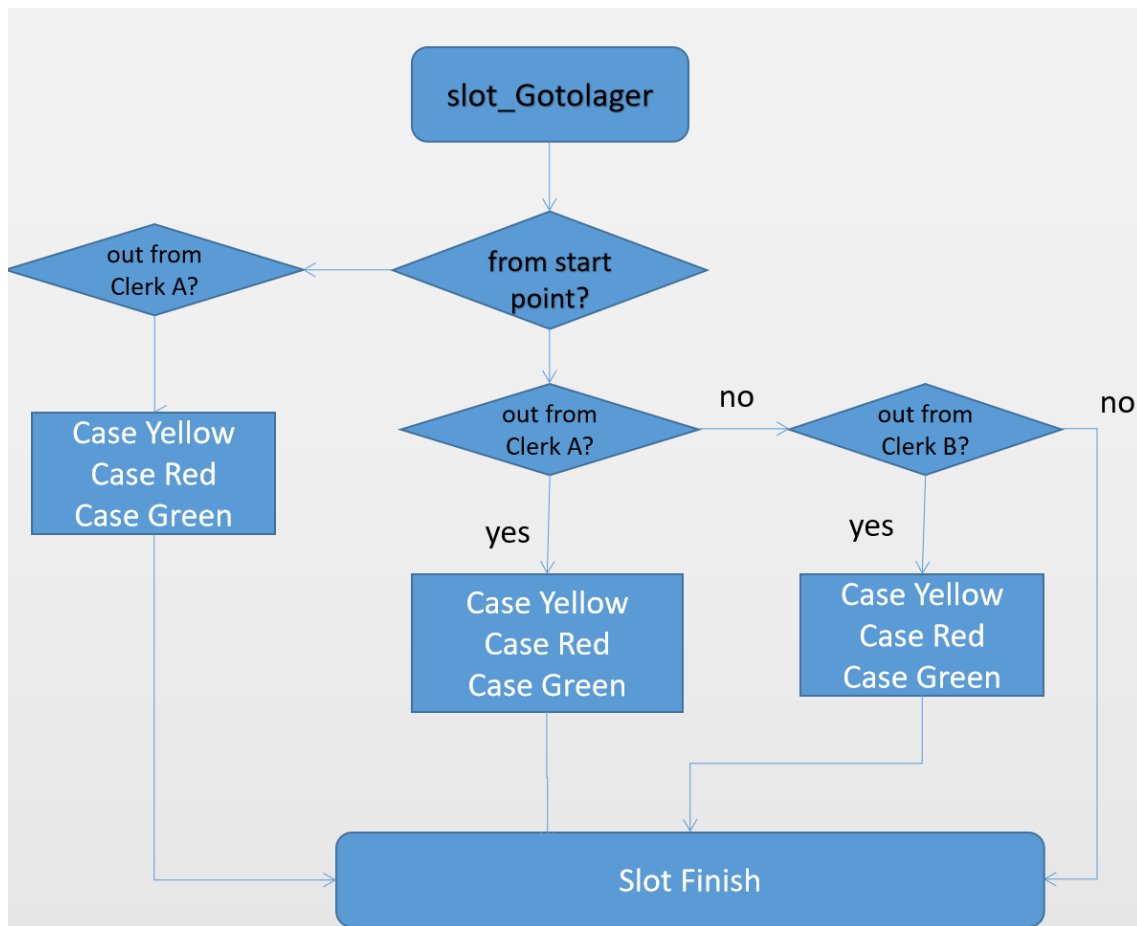 slot_Gotolager
from start
point?
out from
Clerk A?
out from
Clerk A?
no
out from
Clerk B?
no
Case Yellow
Case Red
Case Green
yes
yes
Case Yellow
Case Red
Case Green
Case Yellow
Case Red
Case Green
Slot Finish